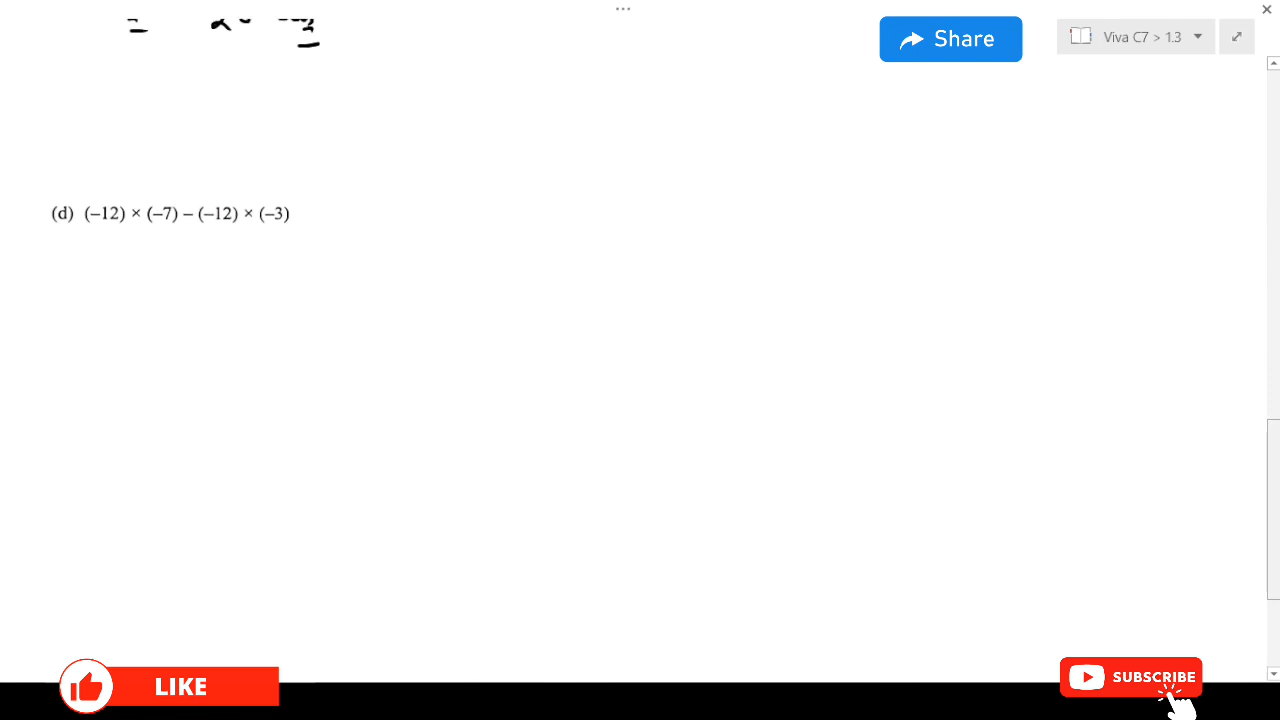 Share
Viva C7 > 1.3
(d) (–12) × (–7) – (–12) × (–3)
LIKE
SUBSCRIBE